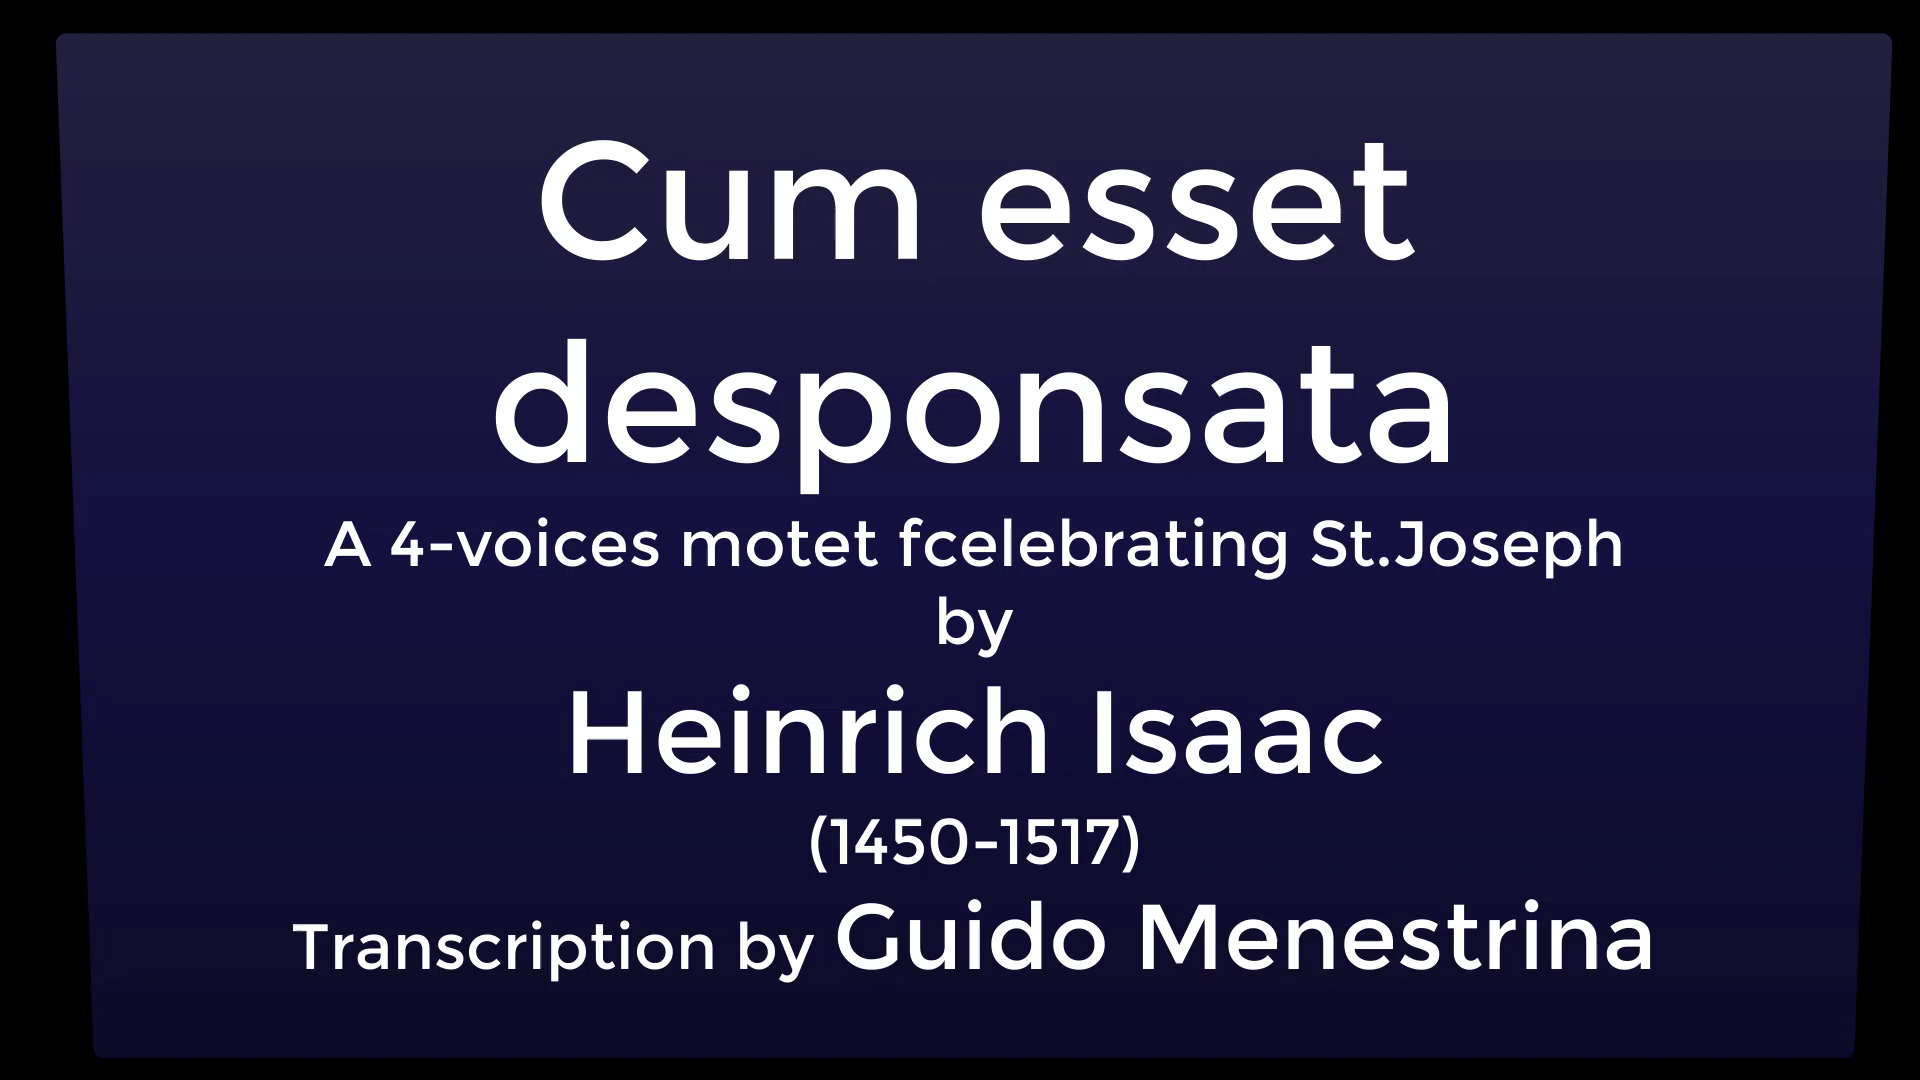 Cum esset
desponsata
A 4-voices motet fcelebrating St.Joseph
by
Heinrich Isaac
(1450-1517)
Transcription by Guido Menestrina